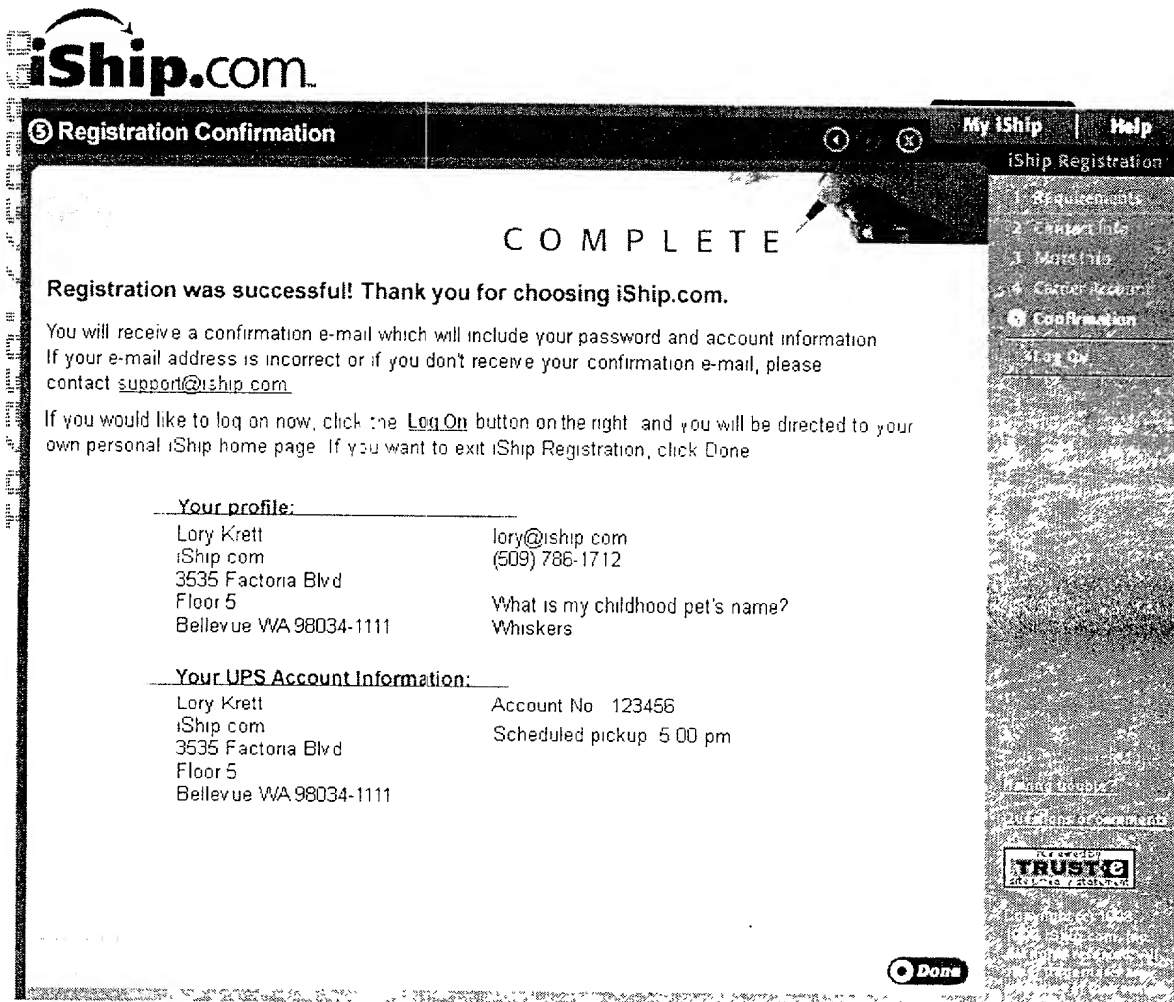 iShip.com
5 Registration Confirmation
My iShip | Help
iShip Registration
1 Requirements
2 Contact Info
3 More Info
4 Carrier Account
5 Confirmation
Log On
COMPLETE
Registration was successful! Thank you for choosing iShip.com.
You will receive a confirmation e-mail which will include your password and account information
If your e-mail address is incorrect or if you don't receive your confirmation e-mail, please
contact support@iship.com
If you would like to log on now, click the Log On button on the right and you will be directed to your
own personal iShip home page If you want to exit iShip Registration, click Done
Your profile:
Lory Krett
iShip com
3535 Factoria Blvd
Floor 5
Bellevue WA 98034-1111
lory@iship com
(509) 786-1712
What is my childhood pet's name?
Whiskers
Your UPS Account Information:
Lory Krett
iShip com
3535 Factoria Blvd
Floor 5
Bellevue WA 98034-1111
Account No 123456
Scheduled pickup 5 00 pm
Having trouble?
Questions or comments
TRUSTe
Done